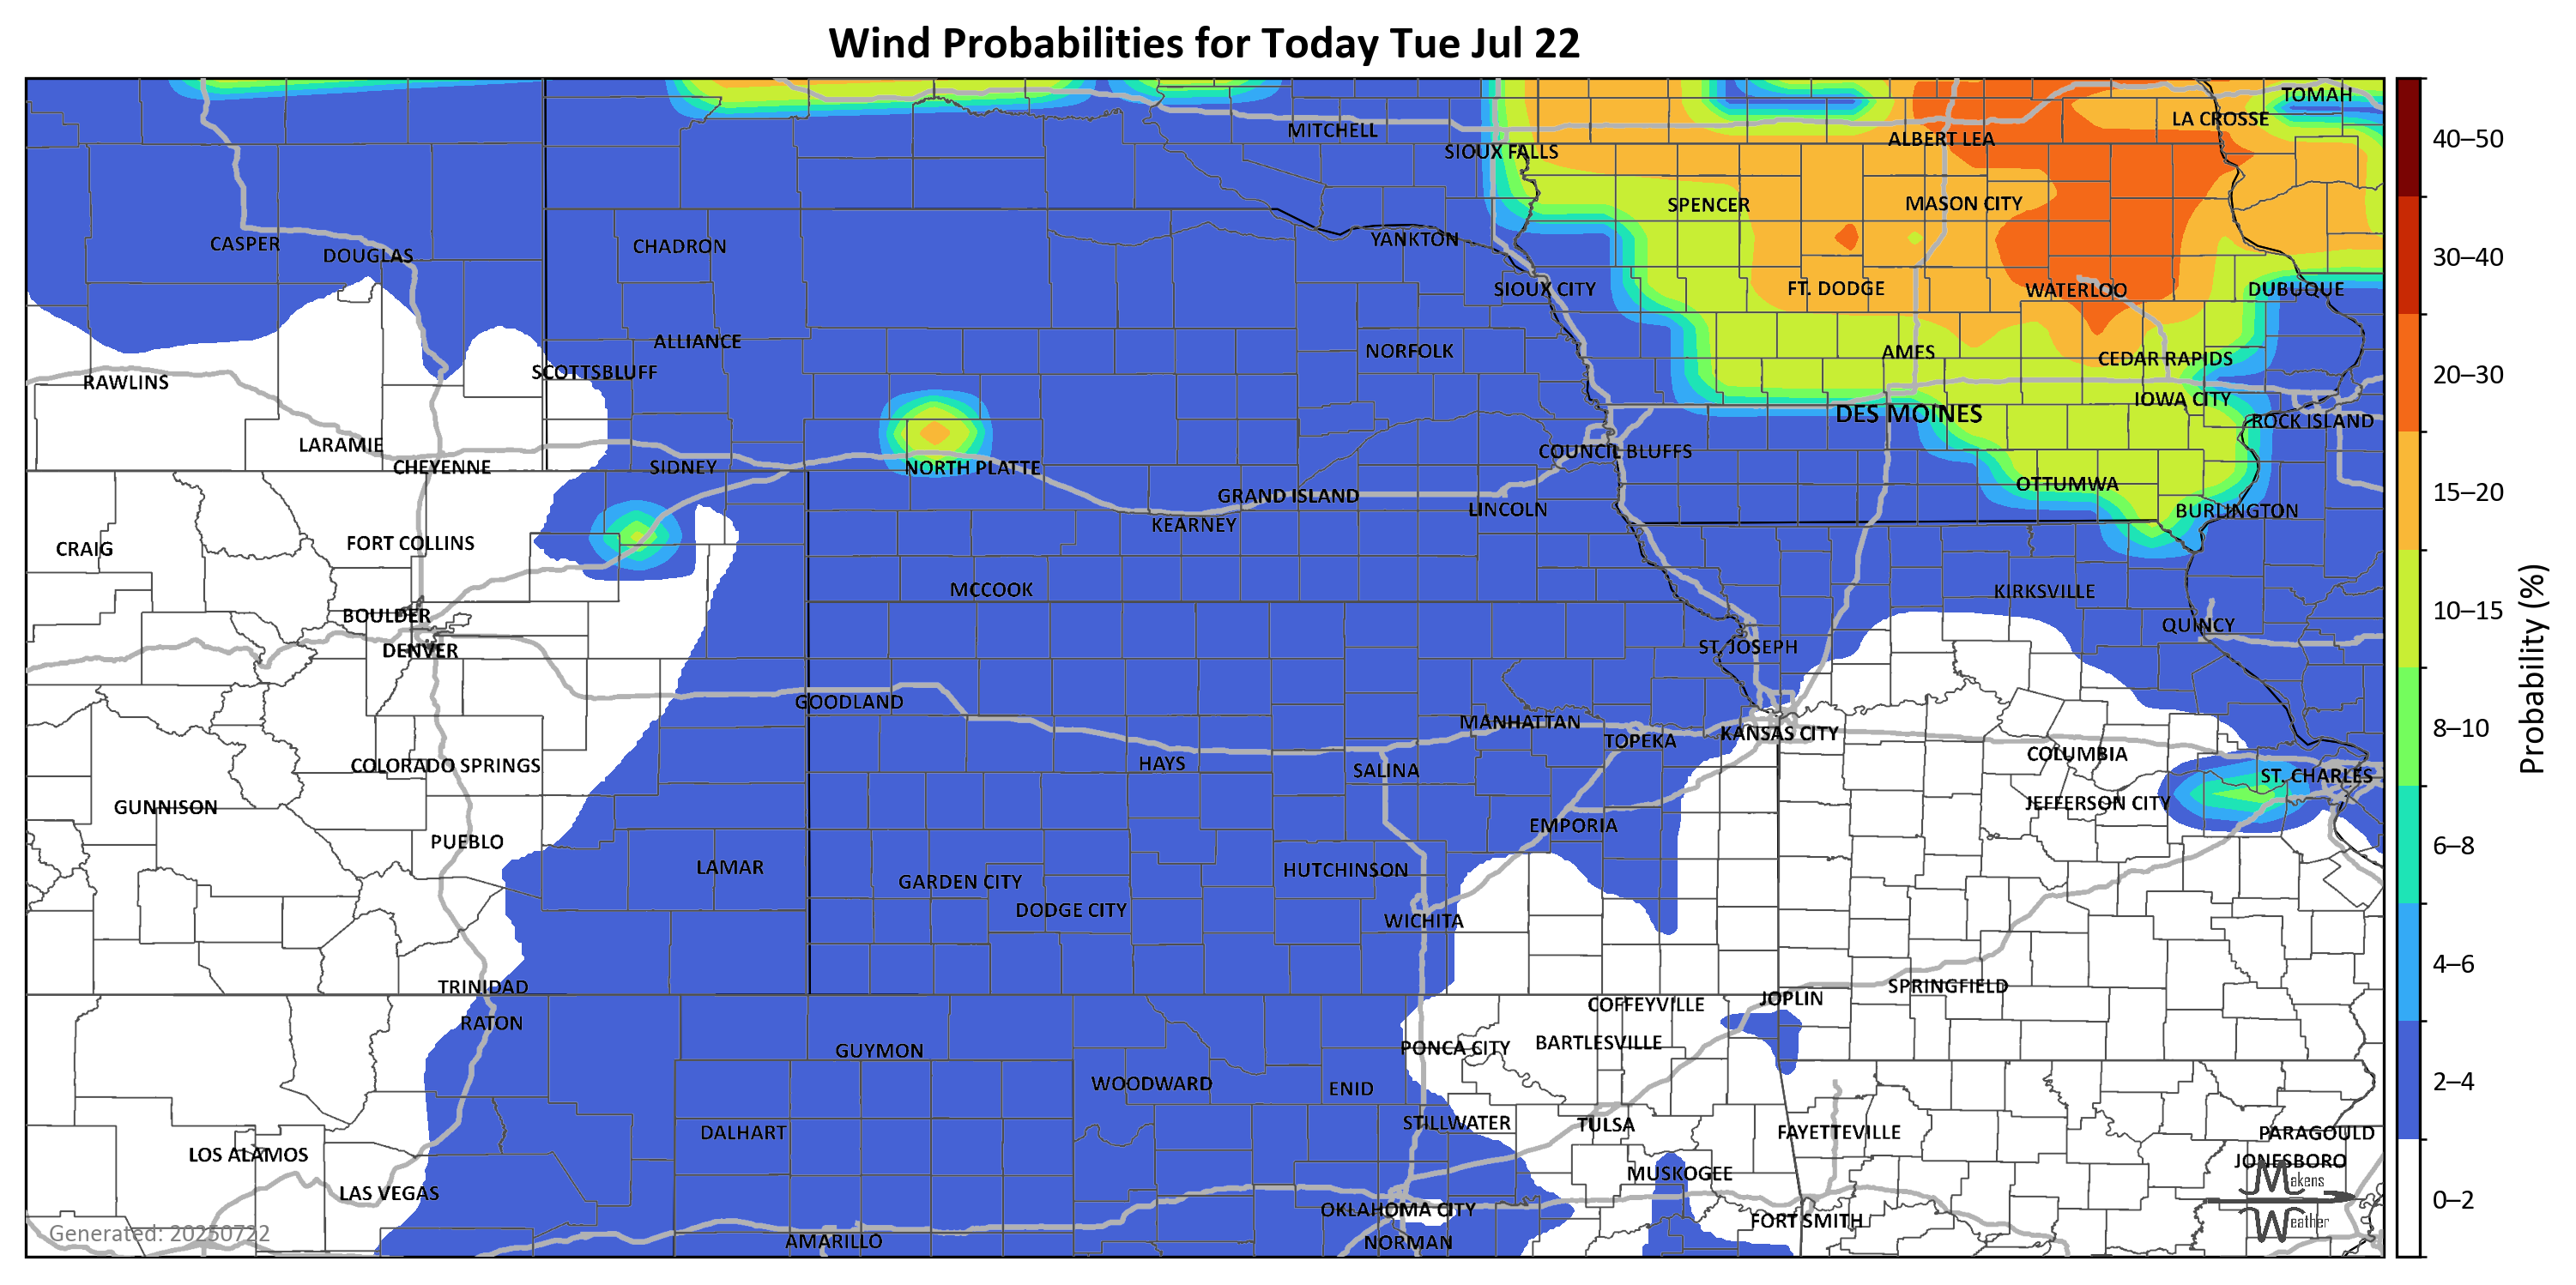 Wind Probabilities for Today Tue Jul 22
TOMAH
LA CROSSE
MITCHELL
ALBERT LEA
SIOUX FALLS
SPENCER
MASON CITY
CASPER
DOUGLAS
CHADRON
YANKTON
SIOUX CITY
FT. DODGE
WATERLOO
DUBUQUE
ALLIANCE
NORFOLK
AMES
CEDAR RAPIDS
RAWLINS
SCOTTSBLUFF
IOWA CITY
DES MOINES
ROCK ISLAND
LARAMIE
COUNCIL BLUFFS
CHEYENNE
SIDNEY
NORTH PLATTE
OTTUMWA
GRAND ISLAND
LINCOLN
BURLINGTON
KEARNEY
CRAIG
FORT COLLINS
MCCOOK
KIRKSVILLE
BOULDER
QUINCY
DENVER
ST. JOSEPH
GOODLAND
MANHATTAN
TOPEKA
KANSAS CITY
COLUMBIA
COLORADO SPRINGS
HAYS
SALINA
ST. CHARLES
GUNNISON
JEFFERSON CITY
EMPORIA
PUEBLO
LAMAR
HUTCHINSON
GARDEN CITY
DODGE CITY
WICHITA
TRINIDAD
SPRINGFIELD
JOPLIN
COFFEYVILLE
RATON
GUYMON
PONCA CITY
BARTLESVILLE
WOODWARD
ENID
STILLWATER
TULSA
DALHART
FAYETTEVILLE
PARAGOULD
LOS ALAMOS
JONESBORO
MUSKOGEE
LAS VEGAS
OKLAHOMA CITY
FORT SMITH
AMARILLO
NORMAN
Generated: 20250722
Makens
Weather
40–50
30–40
20–30
15–20
10–15
8–10
6–8
4–6
2–4
0–2
Probability (%)